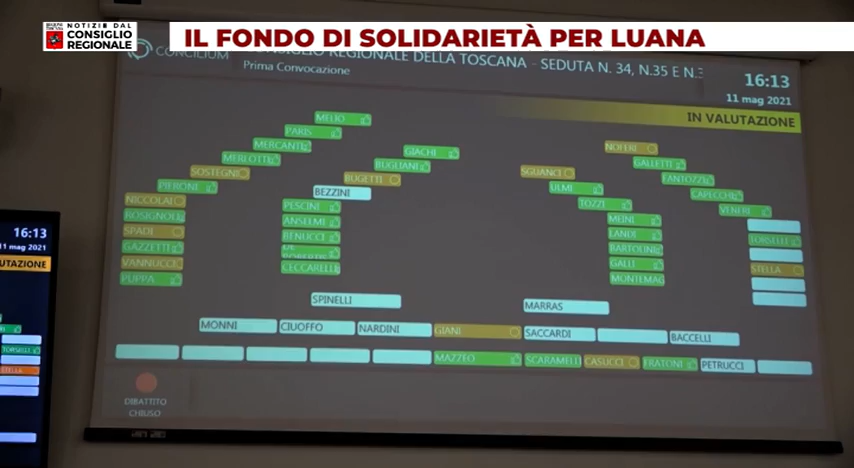 NOTIZIE DAL
CONSIGLIO
REGIONALE
IL FONDO DI SOLIDARIETÀ PER LUANA
CONCILIUM
CONSIGLIO REGIONALE DELLA TOSCANA - SEDUTA N. 34, N.35 E N.3
Prima Convocazione
16:13
11 mag 2021
IN VALUTAZIONE
MELIO
PARIS
MERCANTI
MERLOTTI
SOSTEGNI
PIERONI
NICCOLAI
ROSIGNOLI
SPADI
GAZZETTI
VANNUCCI
PUPPA
GIACHI
BUGLIANI
BUGETTI
BEZZINI
PESCINI
ANSELMI
BENUCCI
DE
CECCARELLI
NOFERI
GALLETTI
FANTOZZI
CAPECCHI
VENERI
TORSELLI
STELLA
SGUANCI
ULMI
TOZZI
MEINI
LANDI
BARTOLINI
GALLI
MONTEMAG
SPINELLI
MARRAS
MONNI
CIUOFFO
NARDINI
GIANI
SACCARDI
BACCELLI
MAZZEO
SCARAMELLI
CASUCCI
FRATONI
PETRUCCI
DIBATTITO
CHIUSO
16:13
11 mag 2021
UTAZIONE
TORSELLI
STELLA